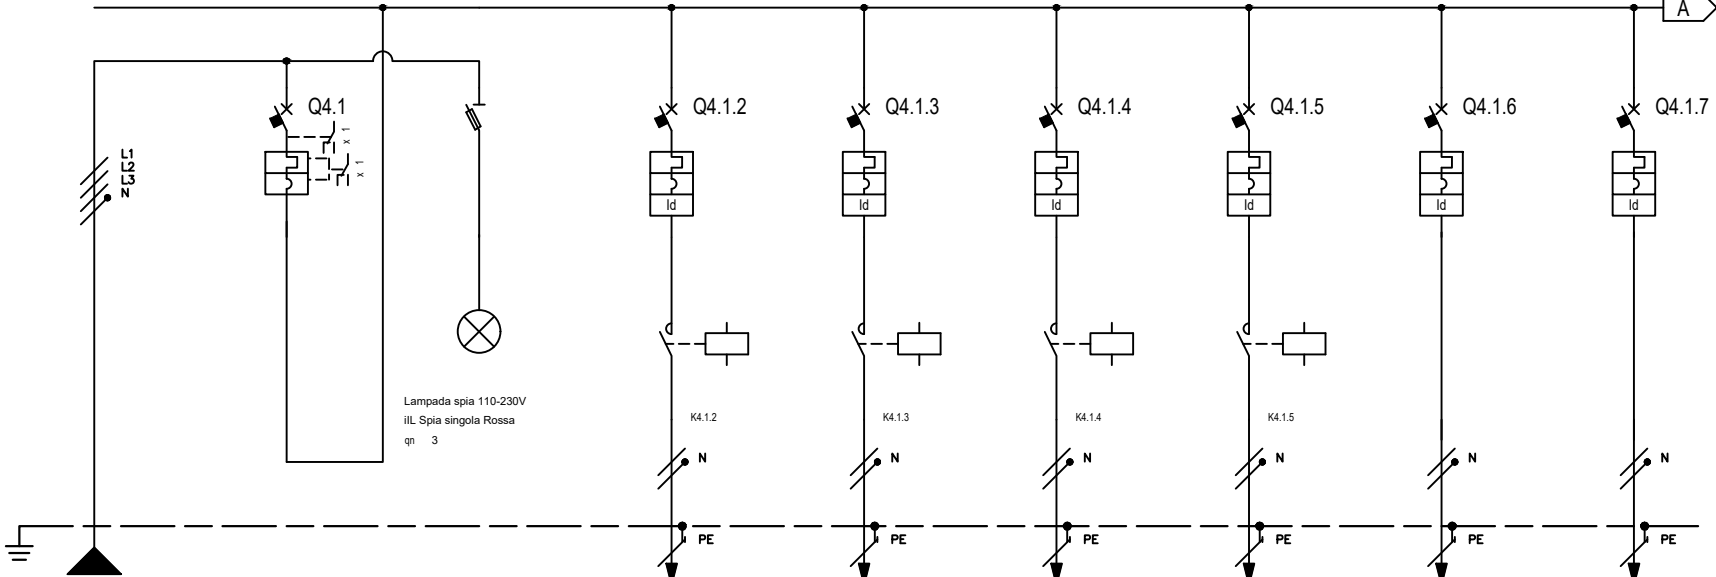 A
Q4.1
Q4.1.2
Q4.1.3
Q4.1.4
Q4.1.5
Q4.1.6
Q4.1.7
x 1
x 1
L1
L2
L3
N
Id
Id
Id
Id
Id
Id
Lampada spia 110-230V
iIL Spia singola Rossa
qn 3
K4.1.2
K4.1.3
K4.1.4
K4.1.5
N
N
N
N
N
N
PE
PE
PE
PE
PE
PE